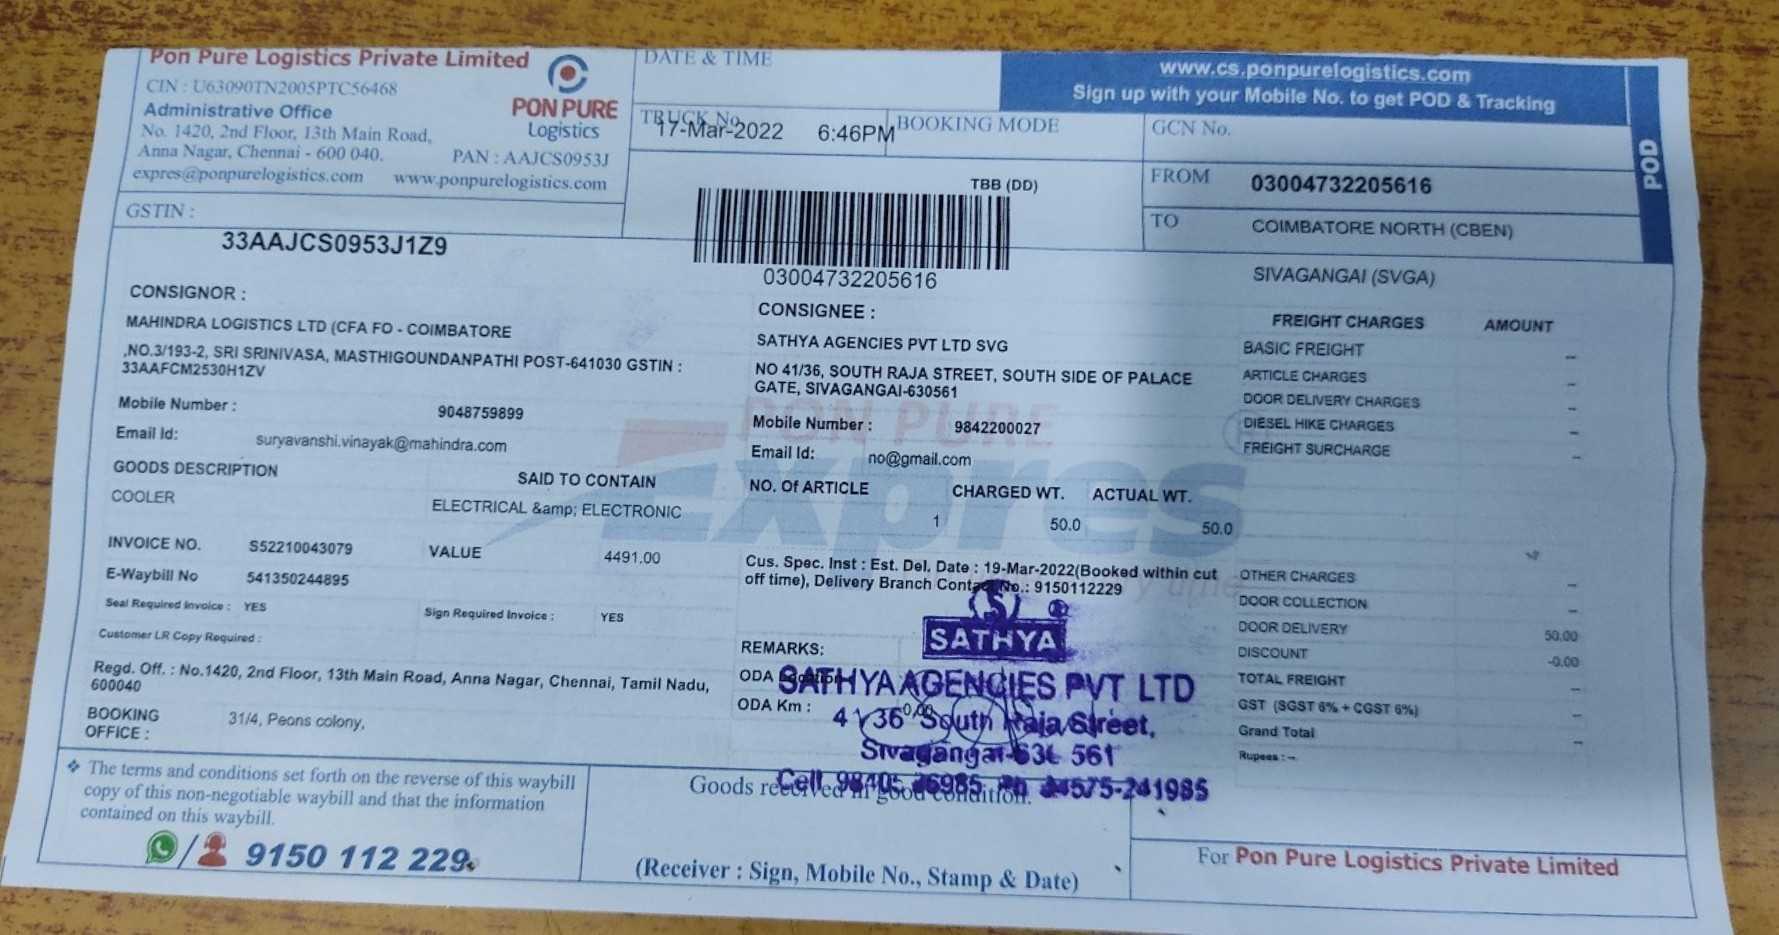 Pon Pure Logistics Private Limited
CIN : U63090TN2005PTC56468
Administrative Office
No. 1420, 2nd Floor, 13th Main Road,
Anna Nagar, Chennai - 600 040.
PAN : AAJCS0953J
expres@ponpurelogistics.com www.ponpurelogistics.com
PON PURE
Logistics
GSTIN :
33AAJCS0953J1Z9
DATE & TIME
TRUCK No.
17-Mar-2022 6:46PM
BOOKING MODE
TBB (DD)
www.cs.ponpurelogistics.com
Sign up with your Mobile No. to get POD & Tracking
POD
GCN No.
FROM 03004732205616
TO COIMBATORE NORTH (CBEN)
SIVAGANGAI (SVGA)
03004732205616
CONSIGNOR :
MAHINDRA LOGISTICS LTD (CFA FO - COIMBATORE
,NO.3/193-2, SRI SRINIVASA, MASTHIGOUNDANPATHI POST-641030 GSTIN :
33AAFCM2530H1ZV
Mobile Number : 9048759899
Email Id: suryavanshi.vinayak@mahindra.com
CONSIGNEE :
SATHYA AGENCIES PVT LTD SVG
NO 41/36, SOUTH RAJA STREET, SOUTH SIDE OF PALACE
GATE, SIVAGANGAI-630561
Mobile Number : 9842200027
Email Id: no@gmail.com
FREIGHT CHARGES AMOUNT
BASIC FREIGHT --
ARTICLE CHARGES --
DOOR DELIVERY CHARGES --
DIESEL HIKE CHARGES --
FREIGHT SURCHARGE --
GOODS DESCRIPTION SAID TO CONTAIN
COOLER ELECTRICAL &amp; ELECTRONIC
NO. Of ARTICLE CHARGED WT. ACTUAL WT.
1 50.0 50.0
PON PURE
Expres
INVOICE NO. S52210043079 VALUE 4491.00
E-Waybill No 541350244895
Seal Required Invoice : YES Sign Required Invoice : YES
Customer LR Copy Required :
Cus. Spec. Inst : Est. Del. Date : 19-Mar-2022(Booked within cut
off time), Delivery Branch Contact No.: 9150112229
REMARKS:
ODA Location
ODA Km : 0.00
OTHER CHARGES --
DOOR COLLECTION --
DOOR DELIVERY 50.00
DISCOUNT -0.00
TOTAL FREIGHT --
GST (SGST 6% + CGST 6%) --
Grand Total --
Rupees : --
Regd. Off. : No.1420, 2nd Floor, 13th Main Road, Anna Nagar, Chennai, Tamil Nadu,
600040
BOOKING
OFFICE : 31/4, Peons colony,
SATHYA
SATHYA AGENCIES PVT LTD
South Raja Street,
Sivagangai
Cell
❖ The terms and conditions set forth on the reverse of this waybill
copy of this non-negotiable waybill and that the information
contained on this waybill.
9150 112 229
Goods received in good condition.
(Receiver : Sign, Mobile No., Stamp & Date)
For Pon Pure Logistics Private Limited